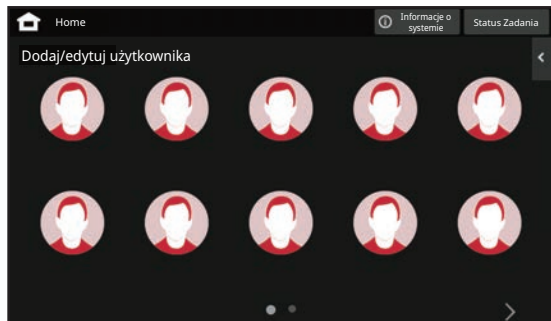 Home
Informacje o
systemie
Status Zadania
Dodaj/edytuj użytkownika